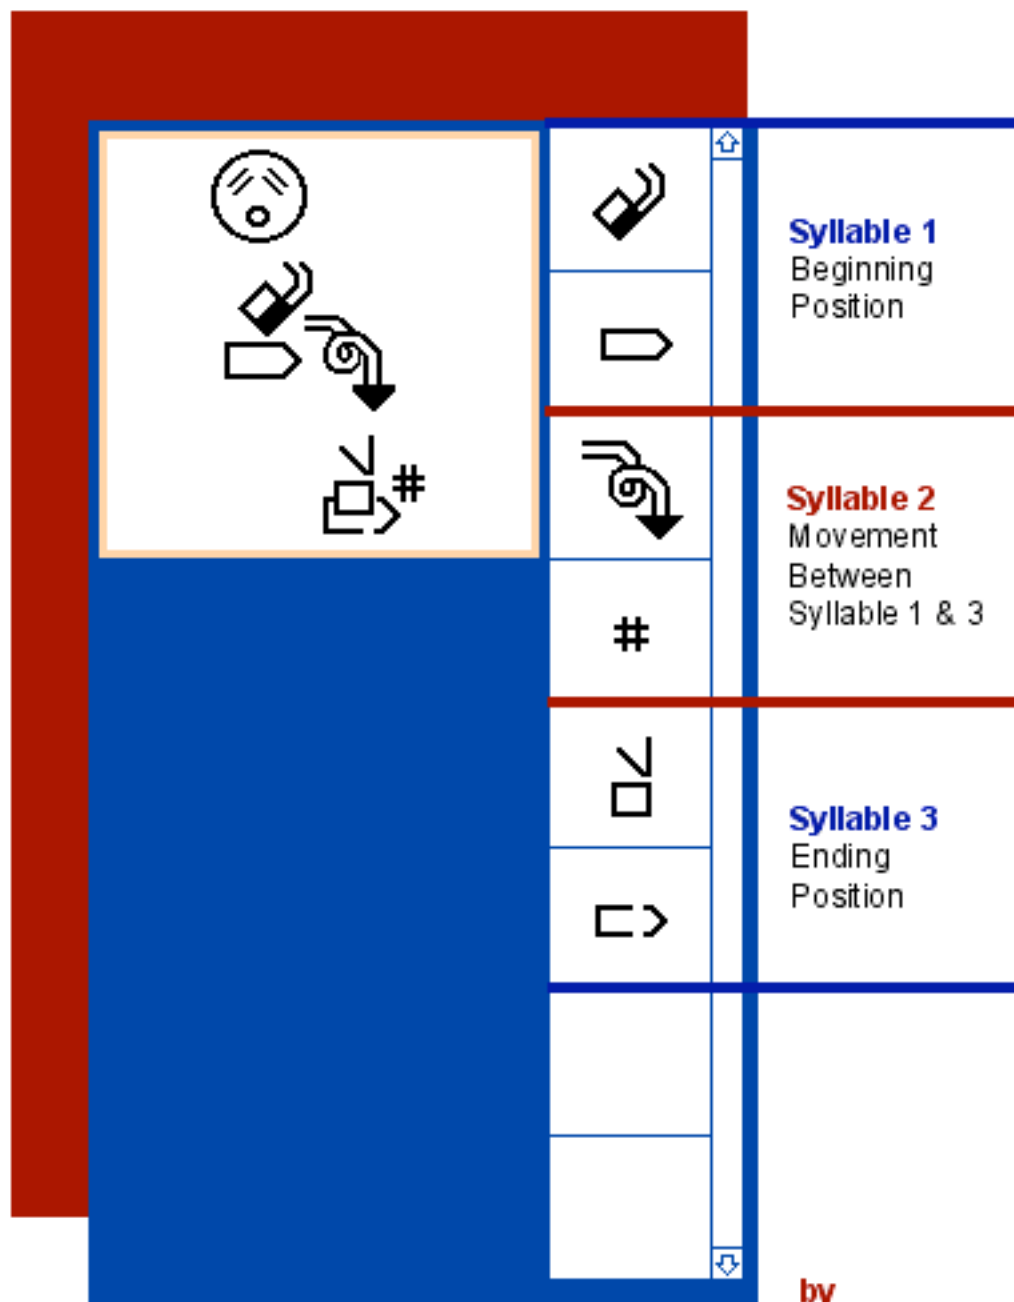 Syllable 1
Beginning
Position
#
Syllable 2
Movement
Between
Syllable 1 & 3
#
Syllable 3
Ending
Position
by